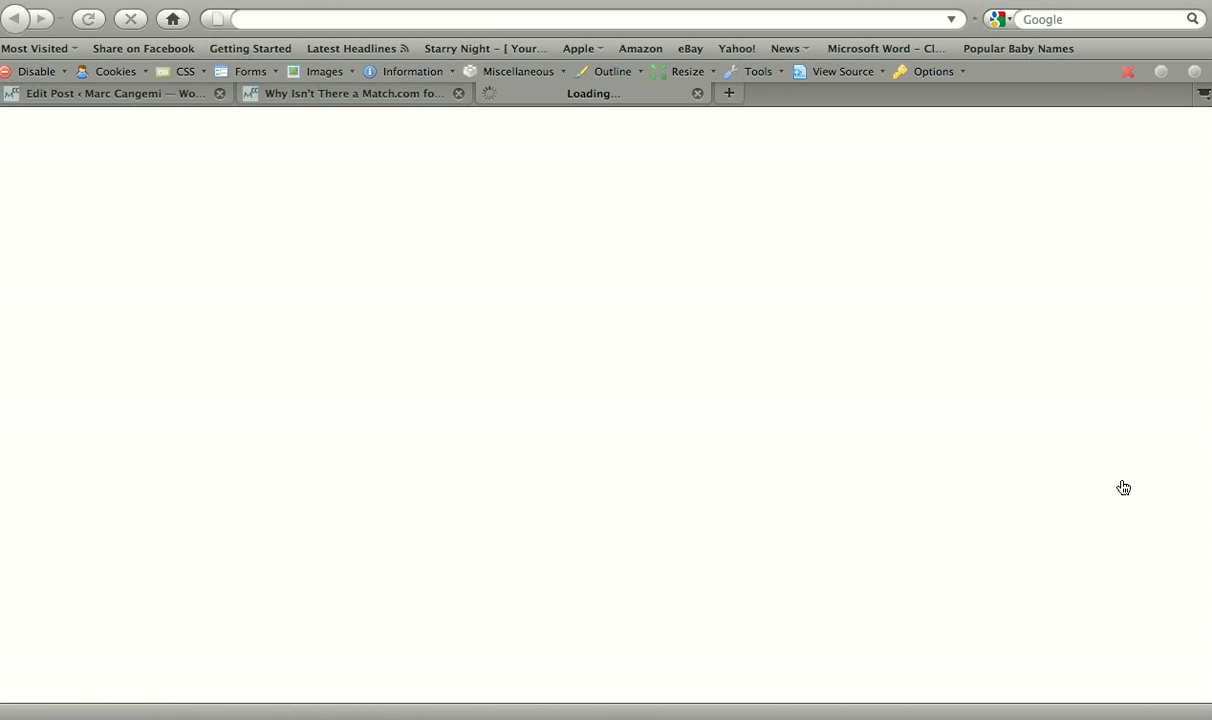 Google
Most Visited Share on Facebook Getting Started Latest Headlines Starry Night – [ Your... Apple Amazon eBay Yahoo! News Microsoft Word – Cl... Popular Baby Names
Disable Cookies CSS Forms Images Information Miscellaneous Outline Resize Tools View Source Options
Edit Post ‹ Marc Cangemi — Wo... Why Isn't There a Match.com fo... Loading...